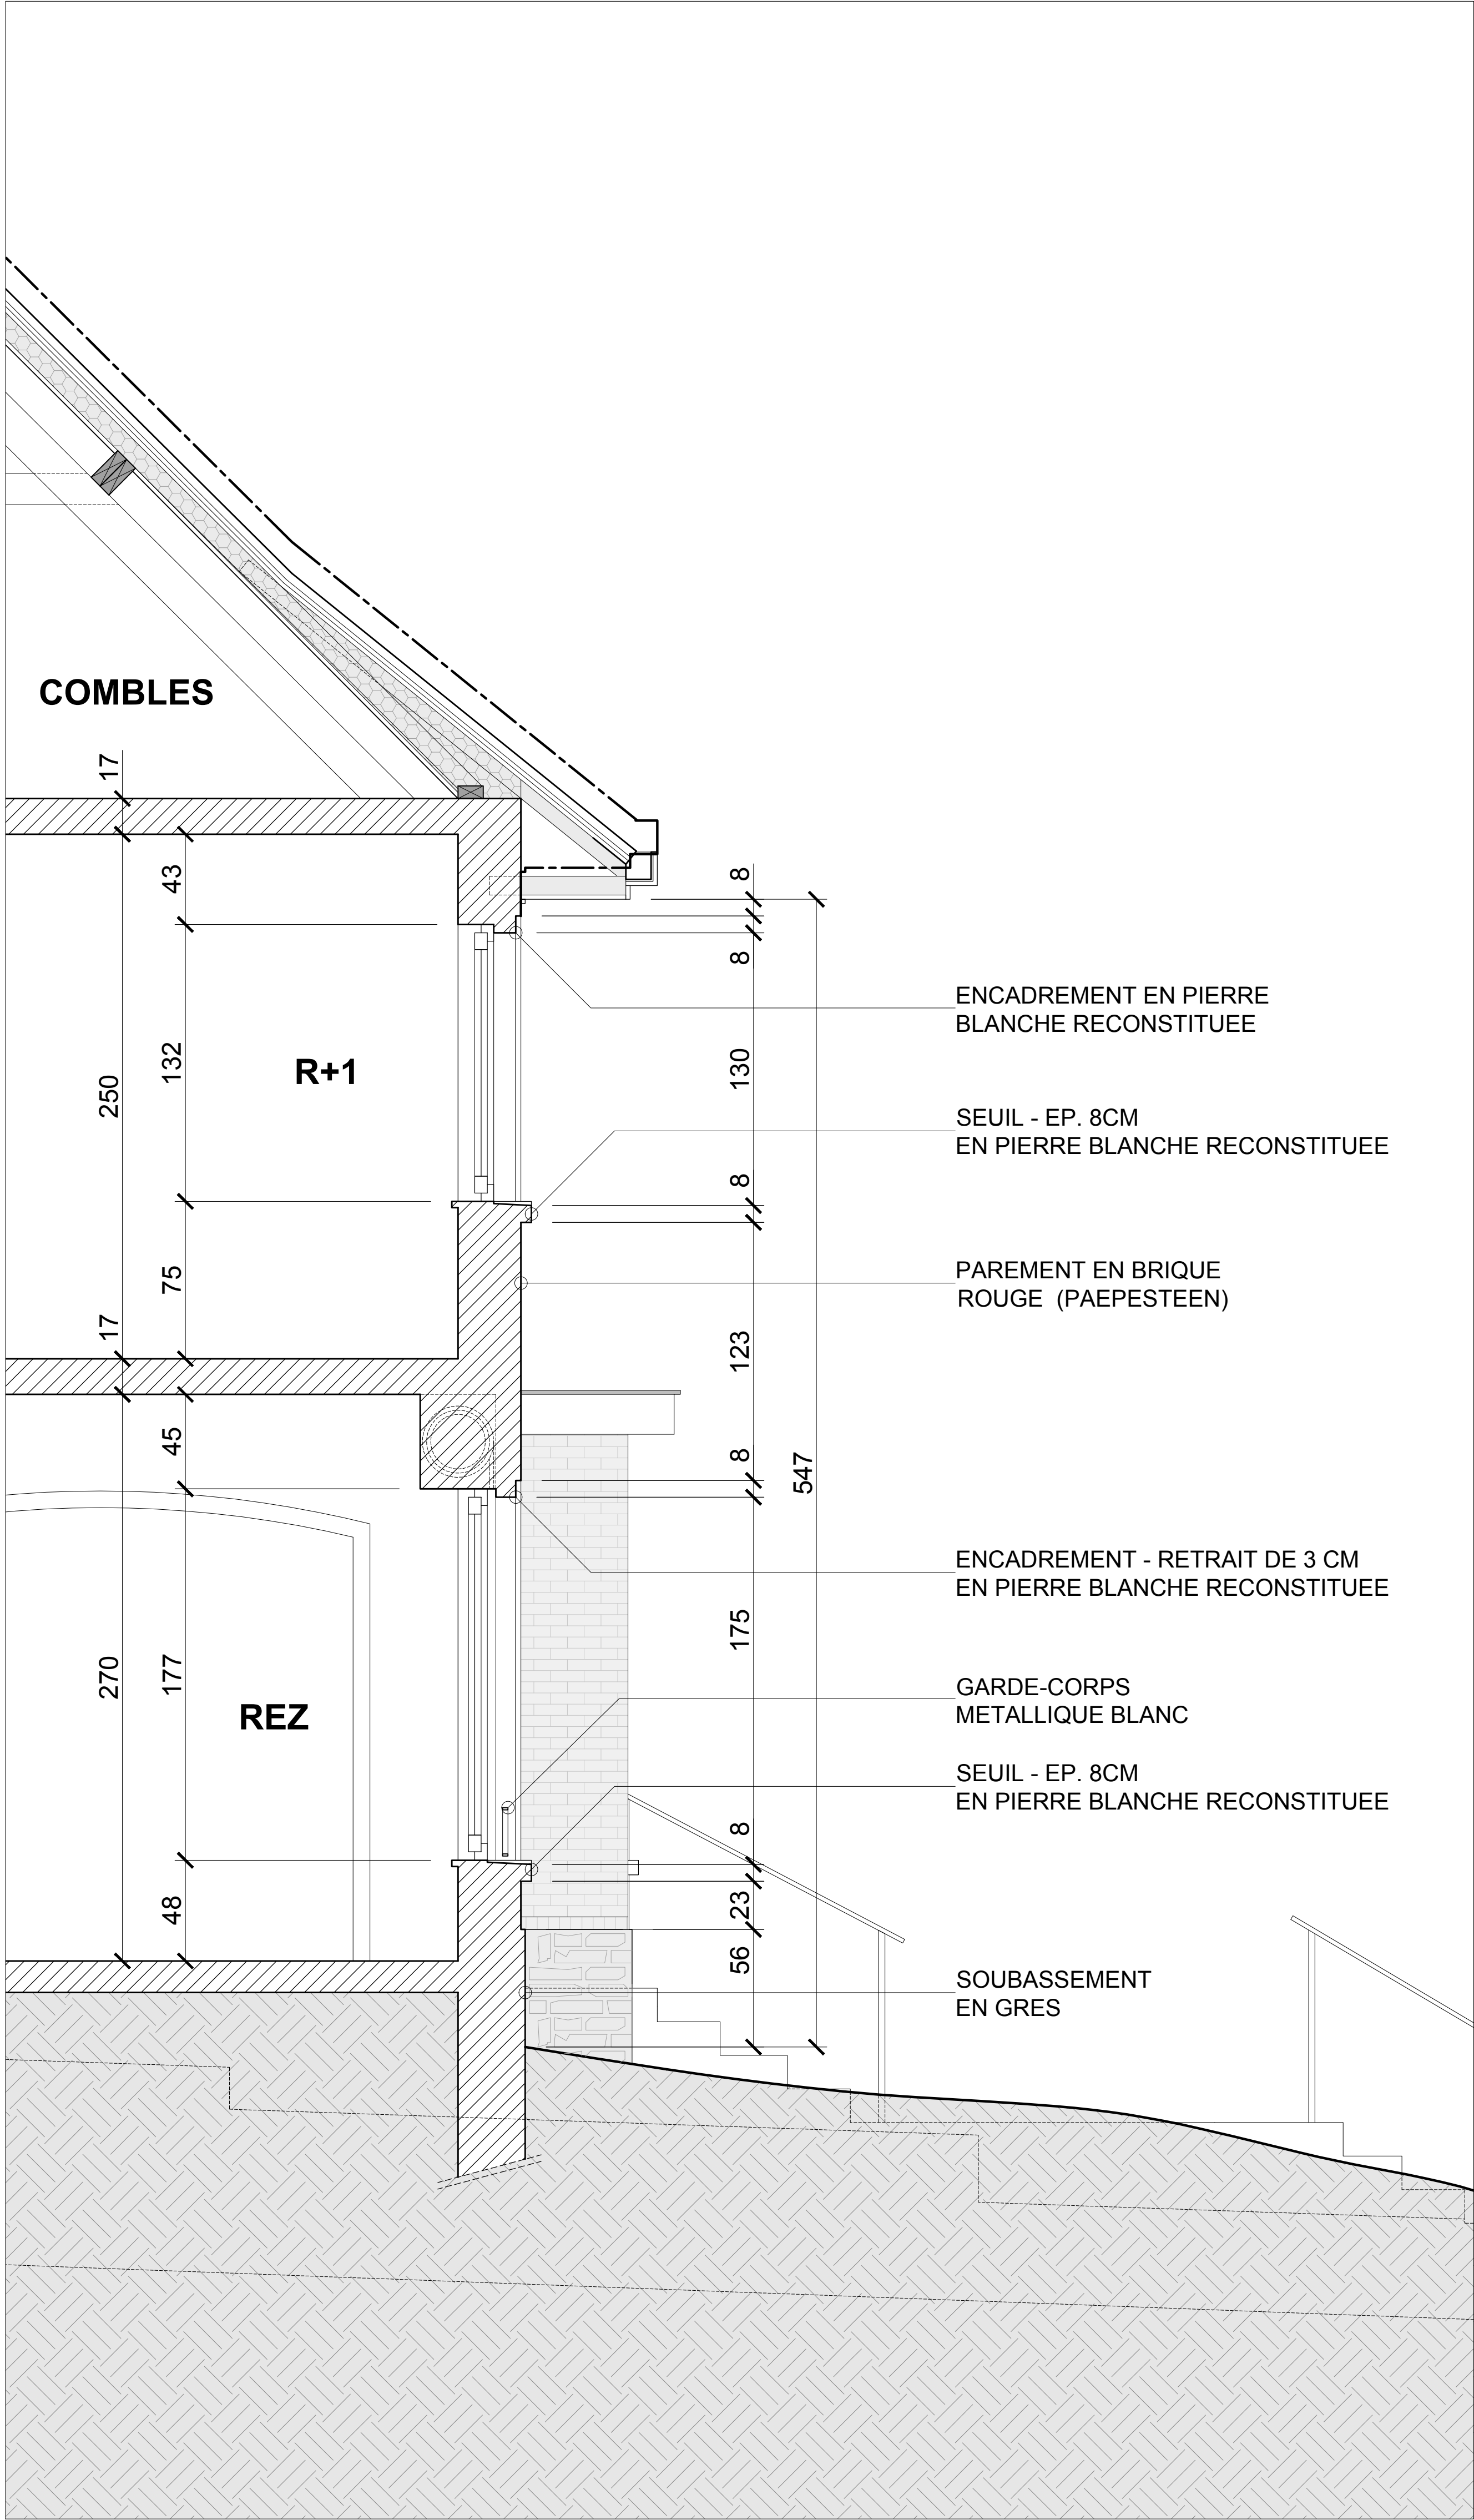 COMBLES
17
43
8
8
ENCADREMENT EN PIERRE
BLANCHE RECONSTITUEE
132
130
R+1
250
SEUIL - EP. 8CM
EN PIERRE BLANCHE RECONSTITUEE
8
75
PAREMENT EN BRIQUE
ROUGE (PAEPESTEEN)
17
123
45
8
547
ENCADREMENT - RETRAIT DE 3 CM
EN PIERRE BLANCHE RECONSTITUEE
175
270
177
REZ
GARDE-CORPS
METALLIQUE BLANC
SEUIL - EP. 8CM
EN PIERRE BLANCHE RECONSTITUEE
8
48
23
56
SOUBASSEMENT
EN GRES